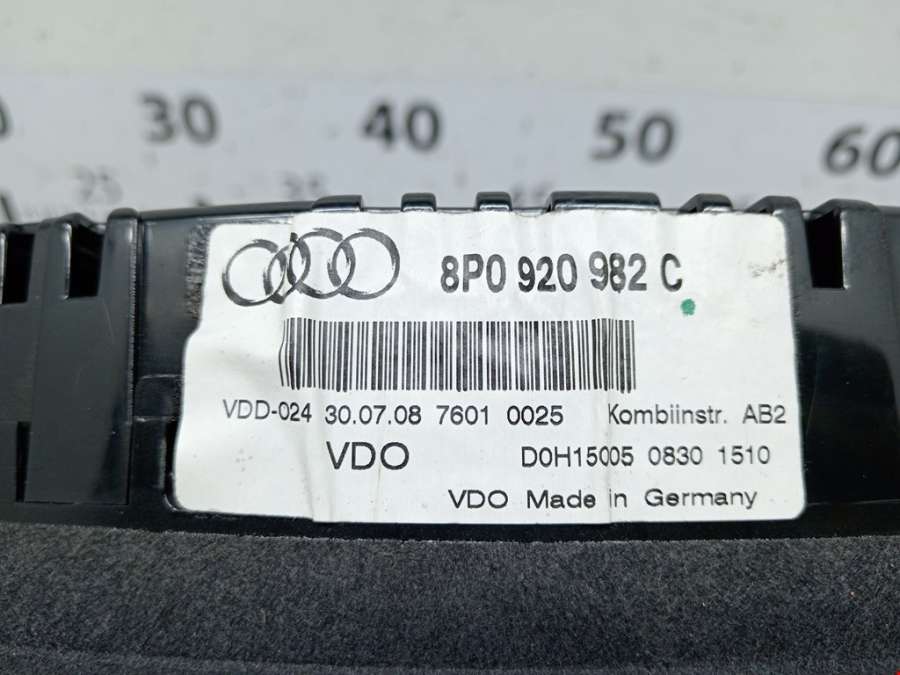 30 40 50 60
8P0 920 982 C
VDD-024 30.07.08 7601 0025 Kombiinstr. AB2
VDO D0H15005 0830 1510
VDO Made in Germany